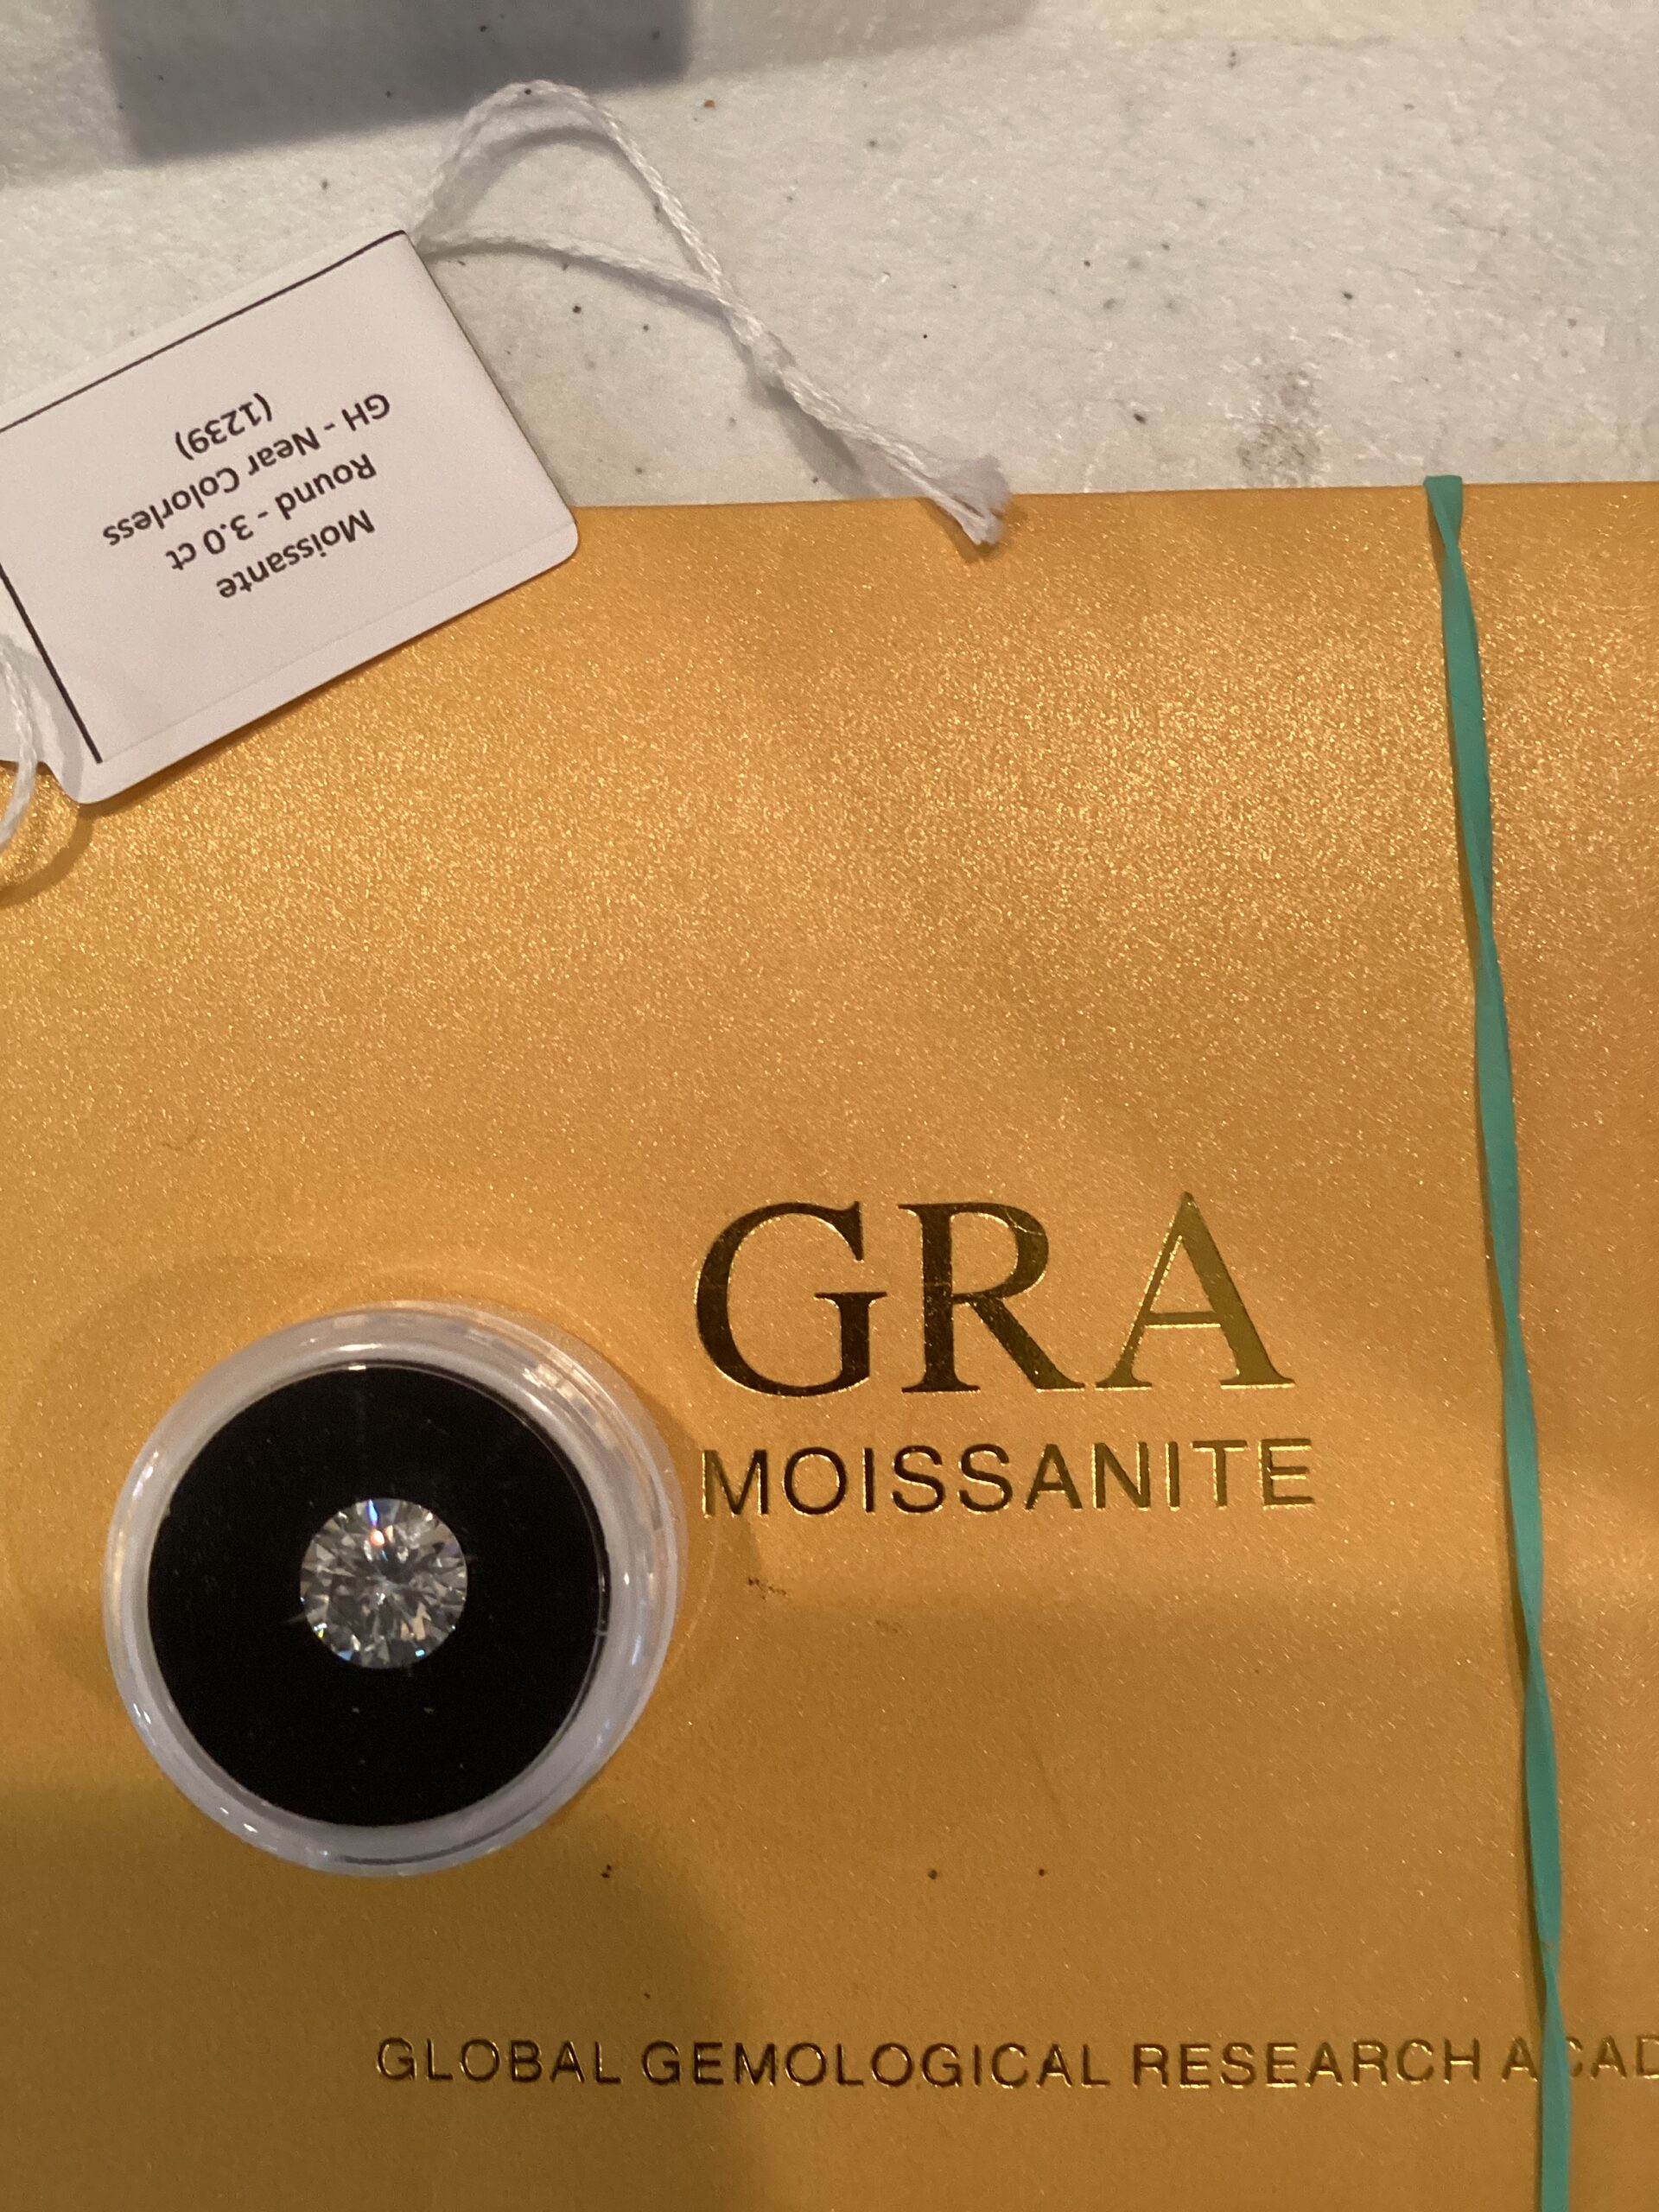 Moissante
Round - 3.0 ct
GH - Near Colorless
(1239)
GRA
MOISSANITE
GLOBAL GEMOLOGICAL RESEARCH